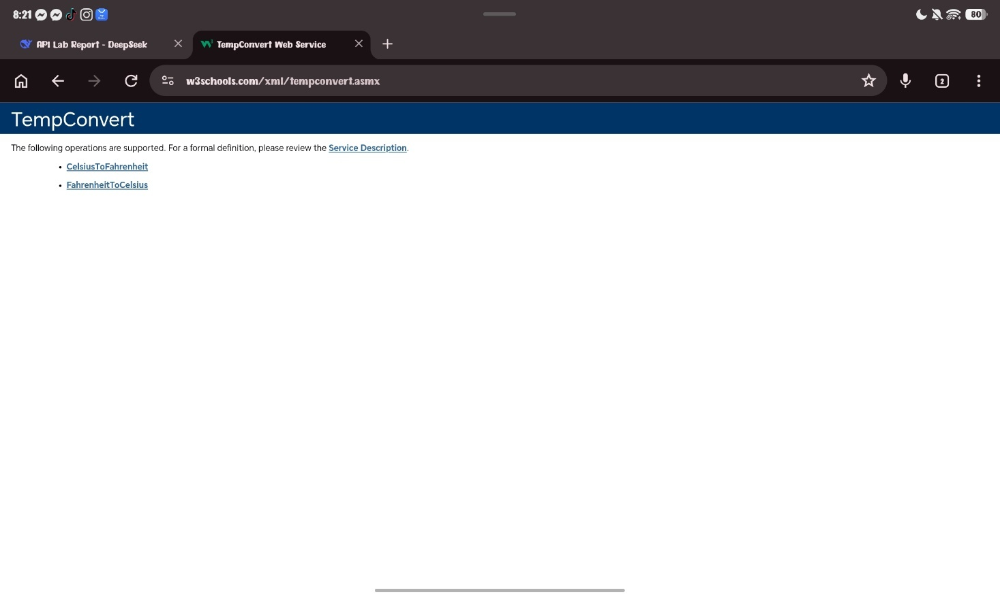 8:21
80
API Lab Report - DeepSeek
TempConvert Web Service
w3schools.com/xml/tempconvert.asmx
2
TempConvert
The following operations are supported. For a formal definition, please review the Service Description.
• CelsiusToFahrenheit
• FahrenheitToCelsius